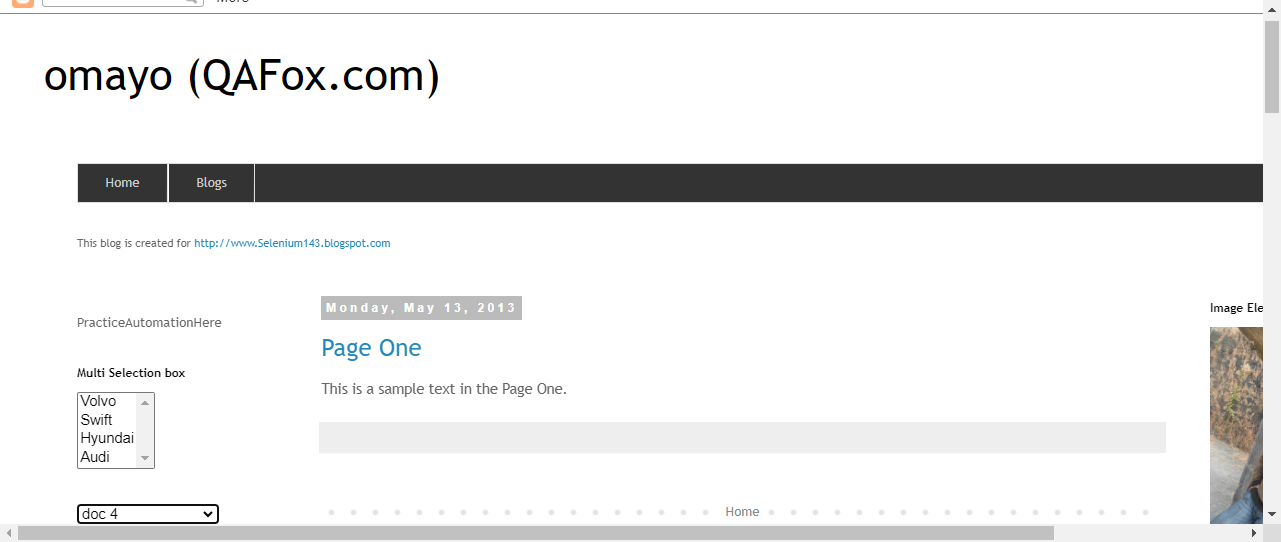 More
omayo (QAFox.com)
Home
Blogs
This blog is created for http://www.Selenium143.blogspot.com
Monday, May 13, 2013
Image Ele
PracticeAutomationHere
Page One
Multi Selection box
This is a sample text in the Page One.
Volvo
Swift
Hyundai
Audi
doc 4
Home